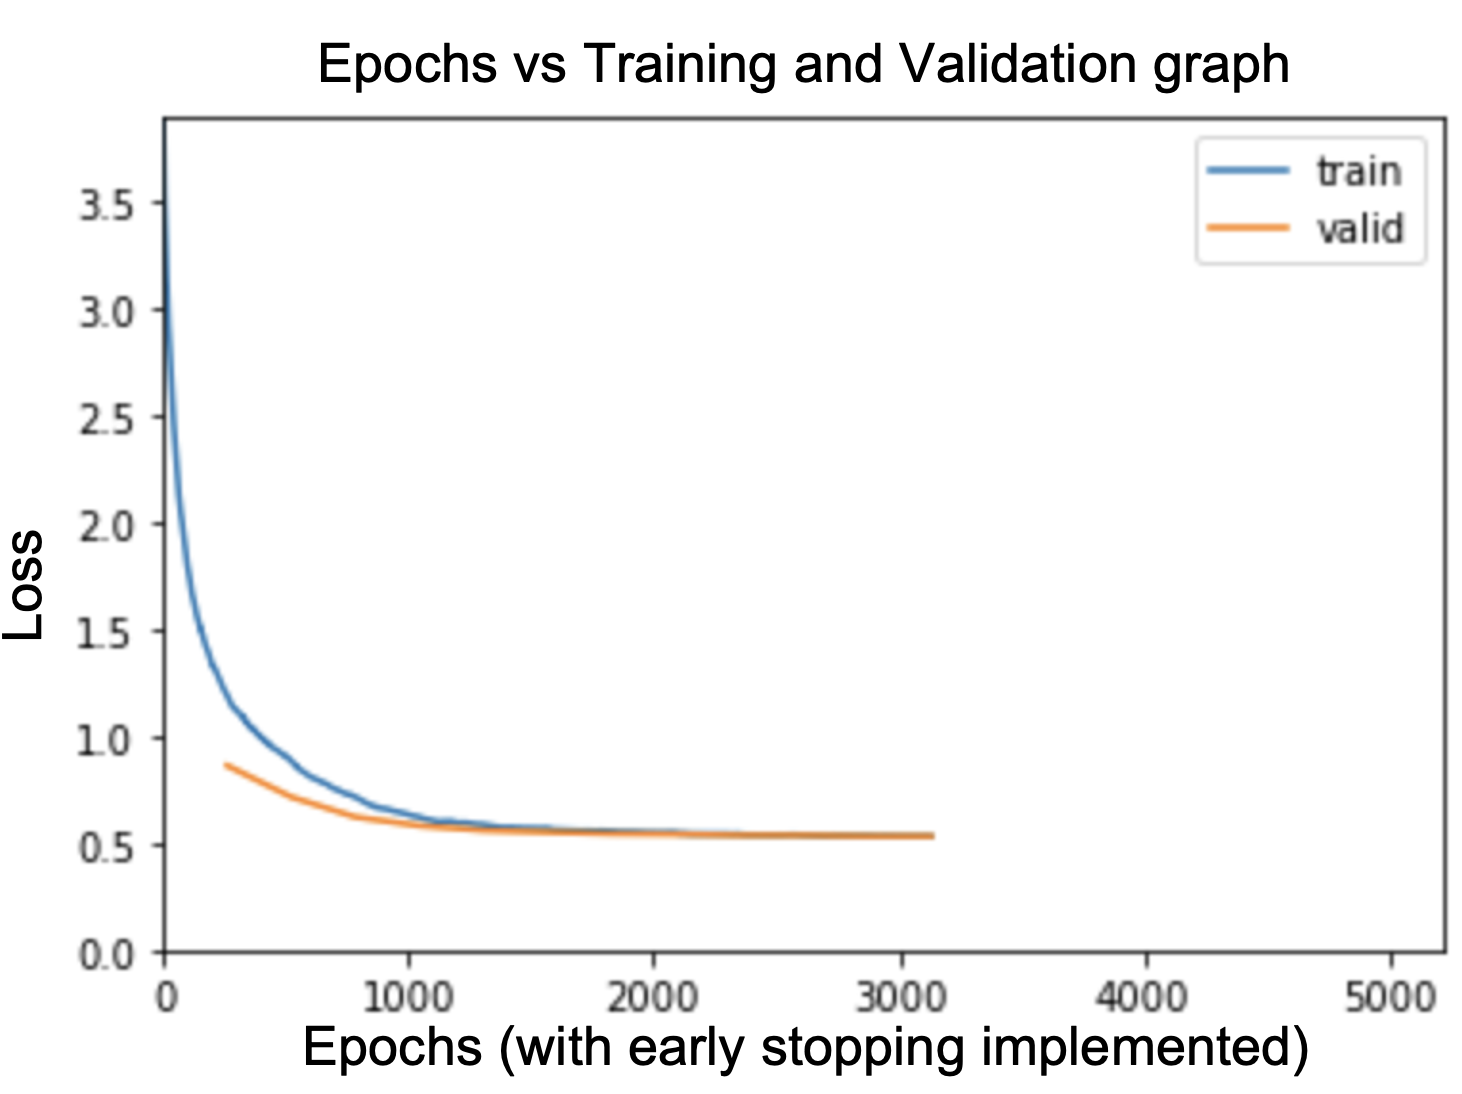 Epochs vs Training and Validation graph
train
valid
3.5
3.0
2.5
2.0
1.5
1.0
0.5
0.0
Loss
0 1000 2000 3000 4000 5000
Epochs (with early stopping implemented)